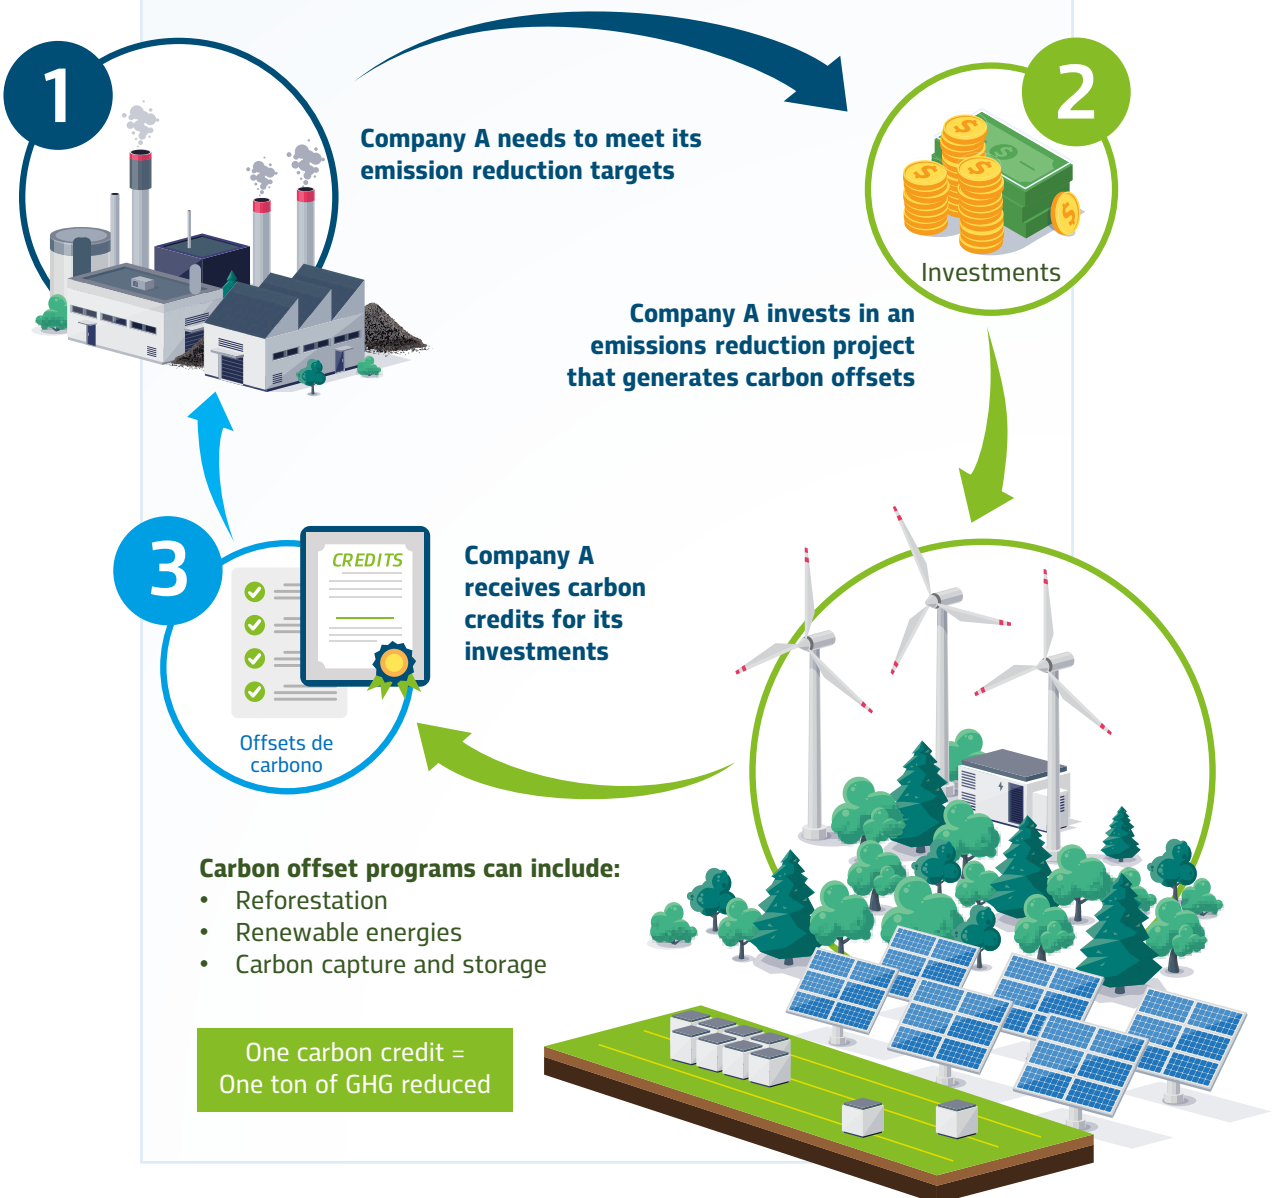 1
Company A needs to meet its
emission reduction targets
2
Investments
Company A invests in an
emissions reduction project
that generates carbon offsets
3
CREDITS
Offsets de
carbono
Company A
receives carbon
credits for its
investments
Carbon offset programs can include:
• Reforestation
• Renewable energies
• Carbon capture and storage
One carbon credit =
One ton of GHG reduced